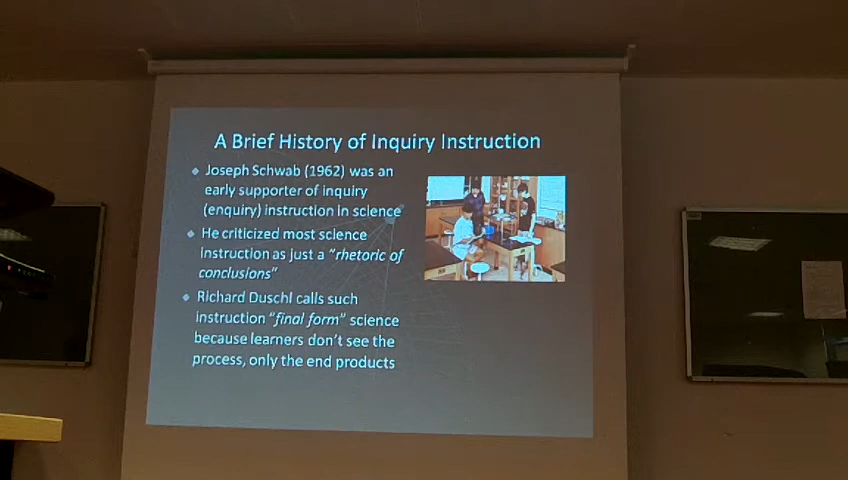 A Brief History of Inquiry Instruction
Joseph Schwab (1962) was an
early supporter of inquiry
(enquiry) instruction in science
He criticized most science
instruction as just a "rhetoric of
conclusions"
Richard Duschl calls such
instruction "final form" science
because learners don't see the
process, only the end products